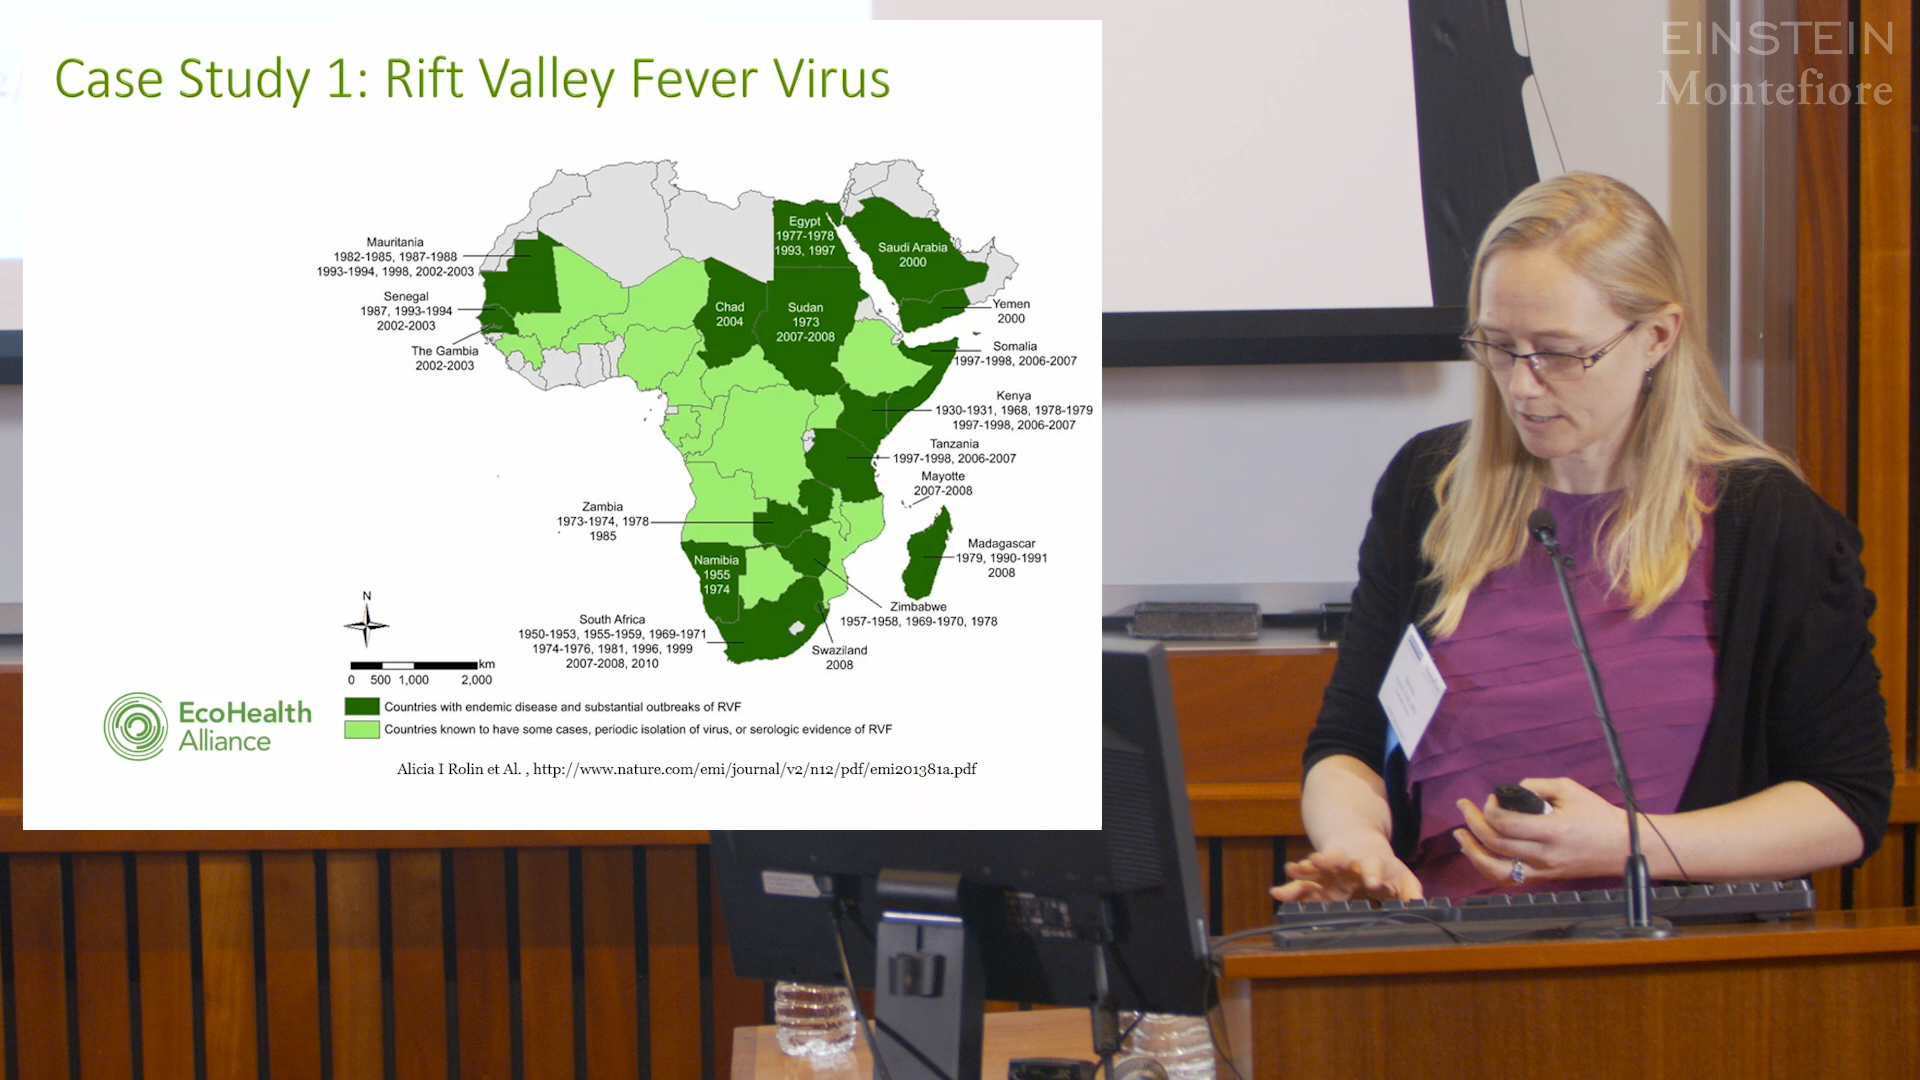 EINSTEIN
Montefiore
Case Study 1: Rift Valley Fever Virus
Mauritania
1982-1985, 1987-1988
1993-1994, 1998, 2002-2003
Senegal
1987, 1993-1994
2002-2003
The Gambia
2002-2003
Egypt
1977-1978
1993, 1997
Saudi Arabia
2000
Chad
2004
Sudan
1973
2007-2008
Yemen
2000
Somalia
1997-1998, 2006-2007
Kenya
1930-1931, 1968, 1978-1979
1997-1998, 2006-2007
Tanzania
1997-1998, 2006-2007
Mayotte
2007-2008
Zambia
1973-1974, 1978
1985
Namibia
1955
1974
Madagascar
1979, 1990-1991
2008
Zimbabwe
1957-1958, 1969-1970, 1978
South Africa
1950-1953, 1955-1959, 1969-1971
1974-1976, 1981, 1996, 1999
2007-2008, 2010
Swaziland
2008
N
km
0 500 1,000 2,000
EcoHealth
Alliance
Countries with endemic disease and substantial outbreaks of RVF
Countries known to have some cases, periodic isolation of virus, or serologic evidence of RVF
Alicia I Rolin et Al. , http://www.nature.com/emi/journal/v2/n12/pdf/emi201381a.pdf